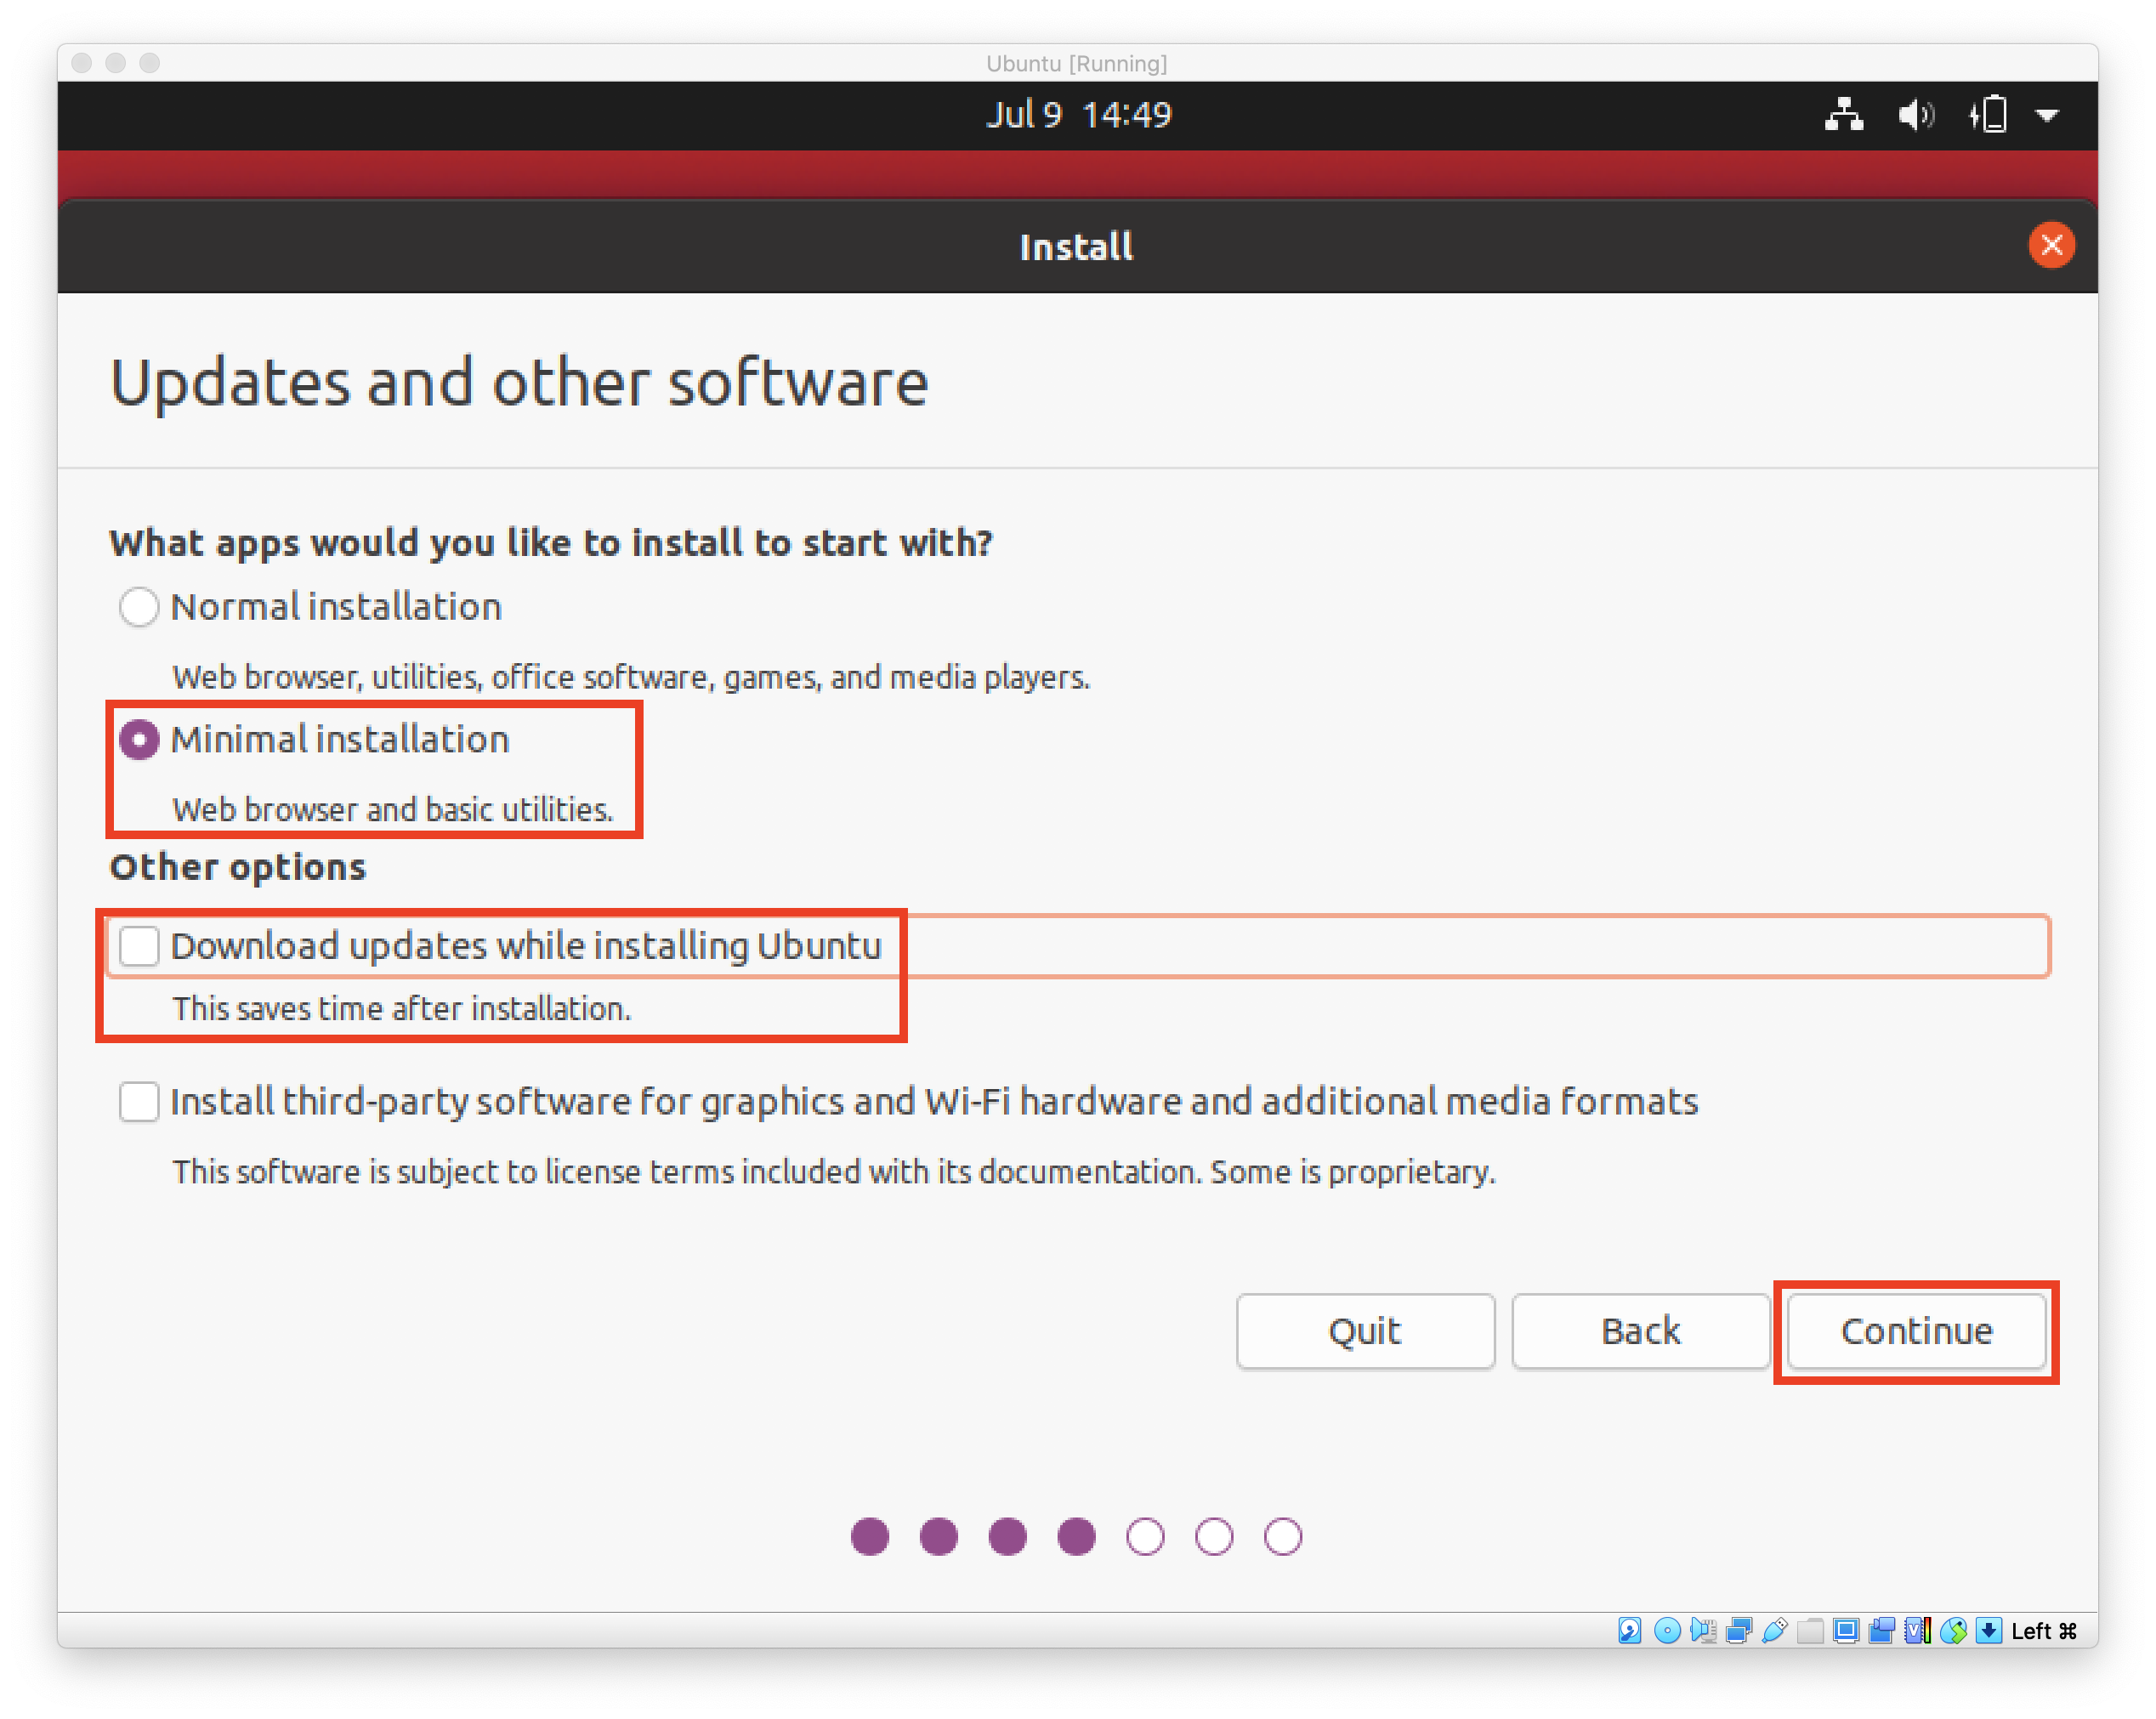 Ubuntu [Running]
Jul 9 14:49
Install
Updates and other software
What apps would you like to install to start with?
Normal installation
Web browser, utilities, office software, games, and media players.
Minimal installation
Web browser and basic utilities.
Other options
Download updates while installing Ubuntu
This saves time after installation.
Install third-party software for graphics and Wi-Fi hardware and additional media formats
This software is subject to license terms included with its documentation. Some is proprietary.
Quit Back Continue
Left ⌘